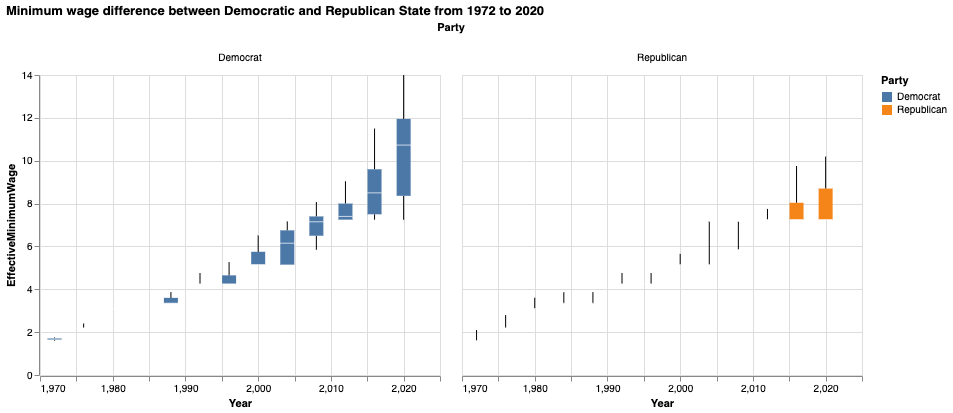 Minimum wage difference between Democratic and Republican State from 1972 to 2020
Party
Democrat
Republican
EffectiveMinimumWage
14
12
10
8
6
4
2
0
1,970 1,980 1,990 2,000 2,010 2,020
Year
1,970 1,980 1,990 2,000 2,010 2,020
Year
Party
Democrat
Republican